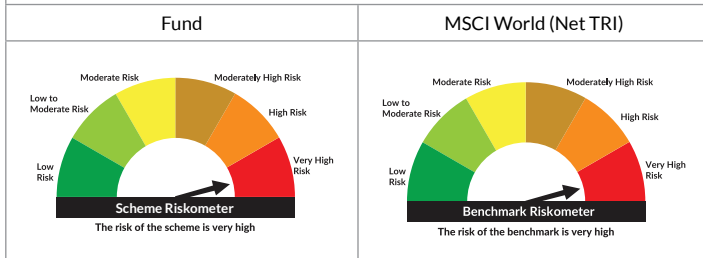 Fund
MSCI World (Net TRI)
Moderate Risk
Moderately High Risk
Low to
Moderate Risk
High Risk
Low
Risk
Very High
Risk
Scheme Riskometer
The risk of the scheme is very high
Moderate Risk
Moderately High Risk
Low to
Moderate Risk
High Risk
Low
Risk
Very High
Risk
Benchmark Riskometer
The risk of the benchmark is very high